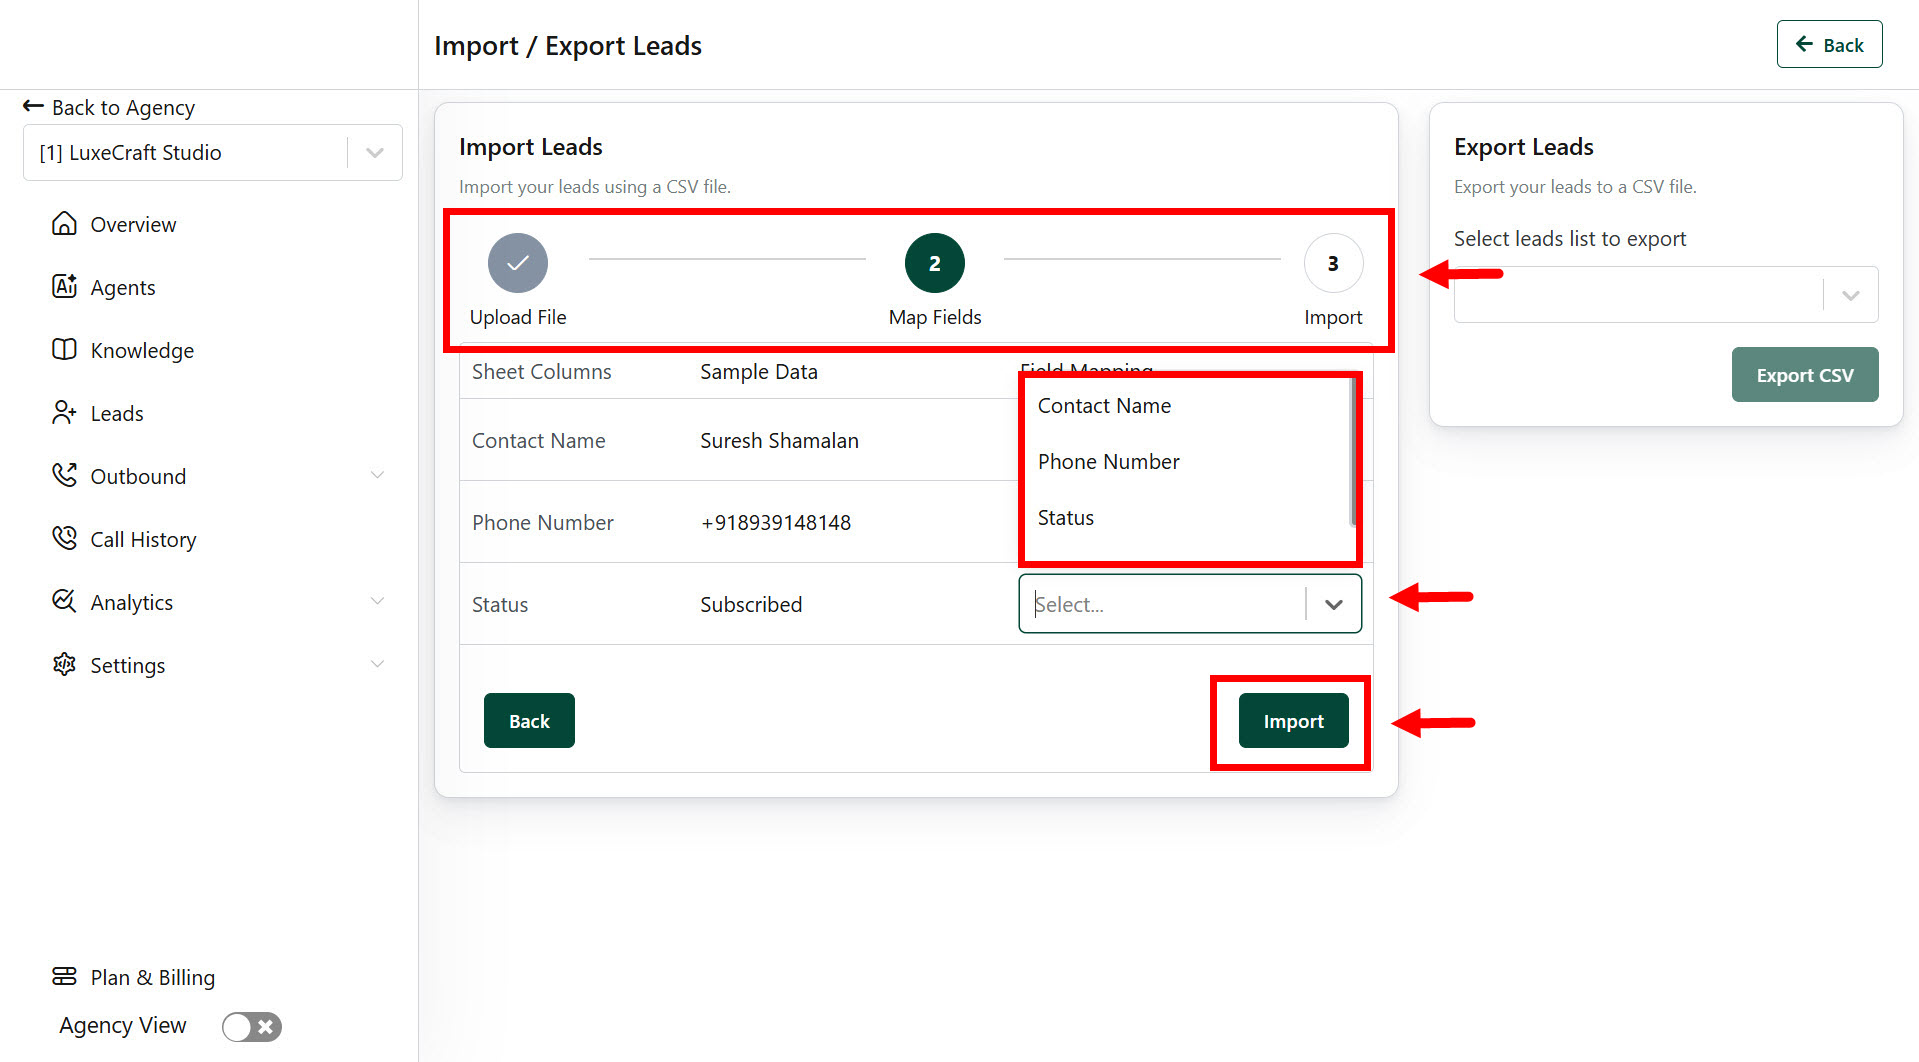 Import / Export Leads
Back
Back to Agency
[1] LuxeCraft Studio
Overview
Agents
Knowledge
Leads
Outbound
Call History
Analytics
Settings
Plan & Billing
Agency View
Import Leads
Import your leads using a CSV file.
2
3
Upload File
Map Fields
Import
Sheet Columns
Sample Data
Field Mapping
Contact Name
Suresh Shamalan
Contact Name
Phone Number
Status
Phone Number
+918939148148
Status
Subscribed
Select...
Back
Import
Export Leads
Export your leads to a CSV file.
Select leads list to export
Export CSV